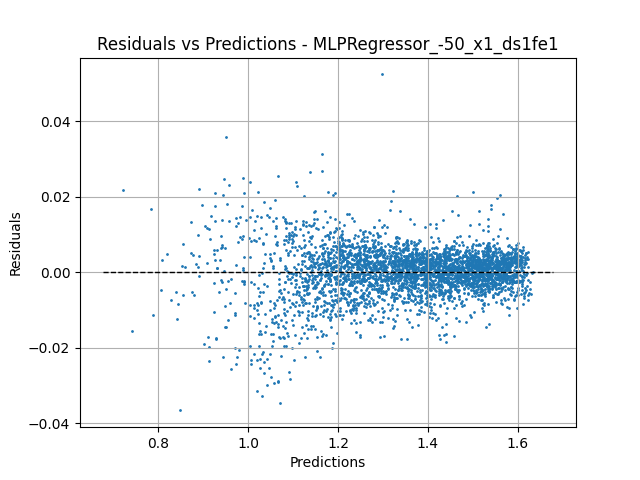 Residuals vs Predictions - MLPRegressor_-50_x1_ds1fe1
Residuals
0.04
0.02
0.00
−0.02
−0.04
0.8 1.0 1.2 1.4 1.6
Predictions